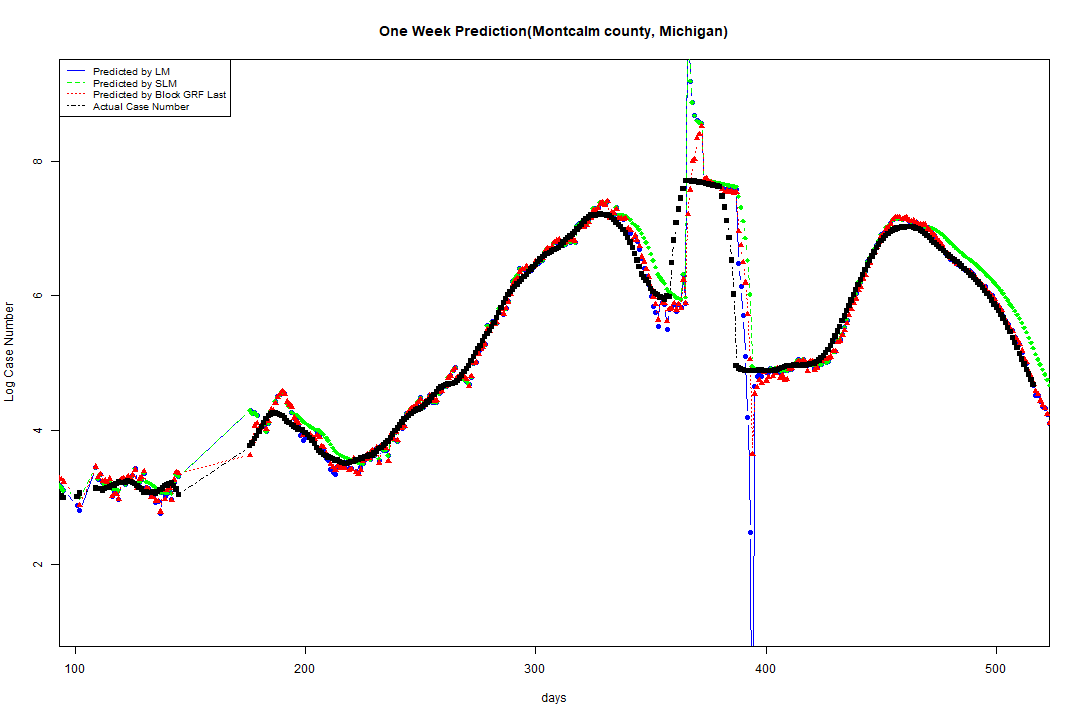 One Week Prediction(Montcalm county, Michigan)
Predicted by LM
Predicted by SLM
Predicted by Block GRF Last
Actual Case Number
8
6
4
2
Log Case Number
100 200 300 400 500
days